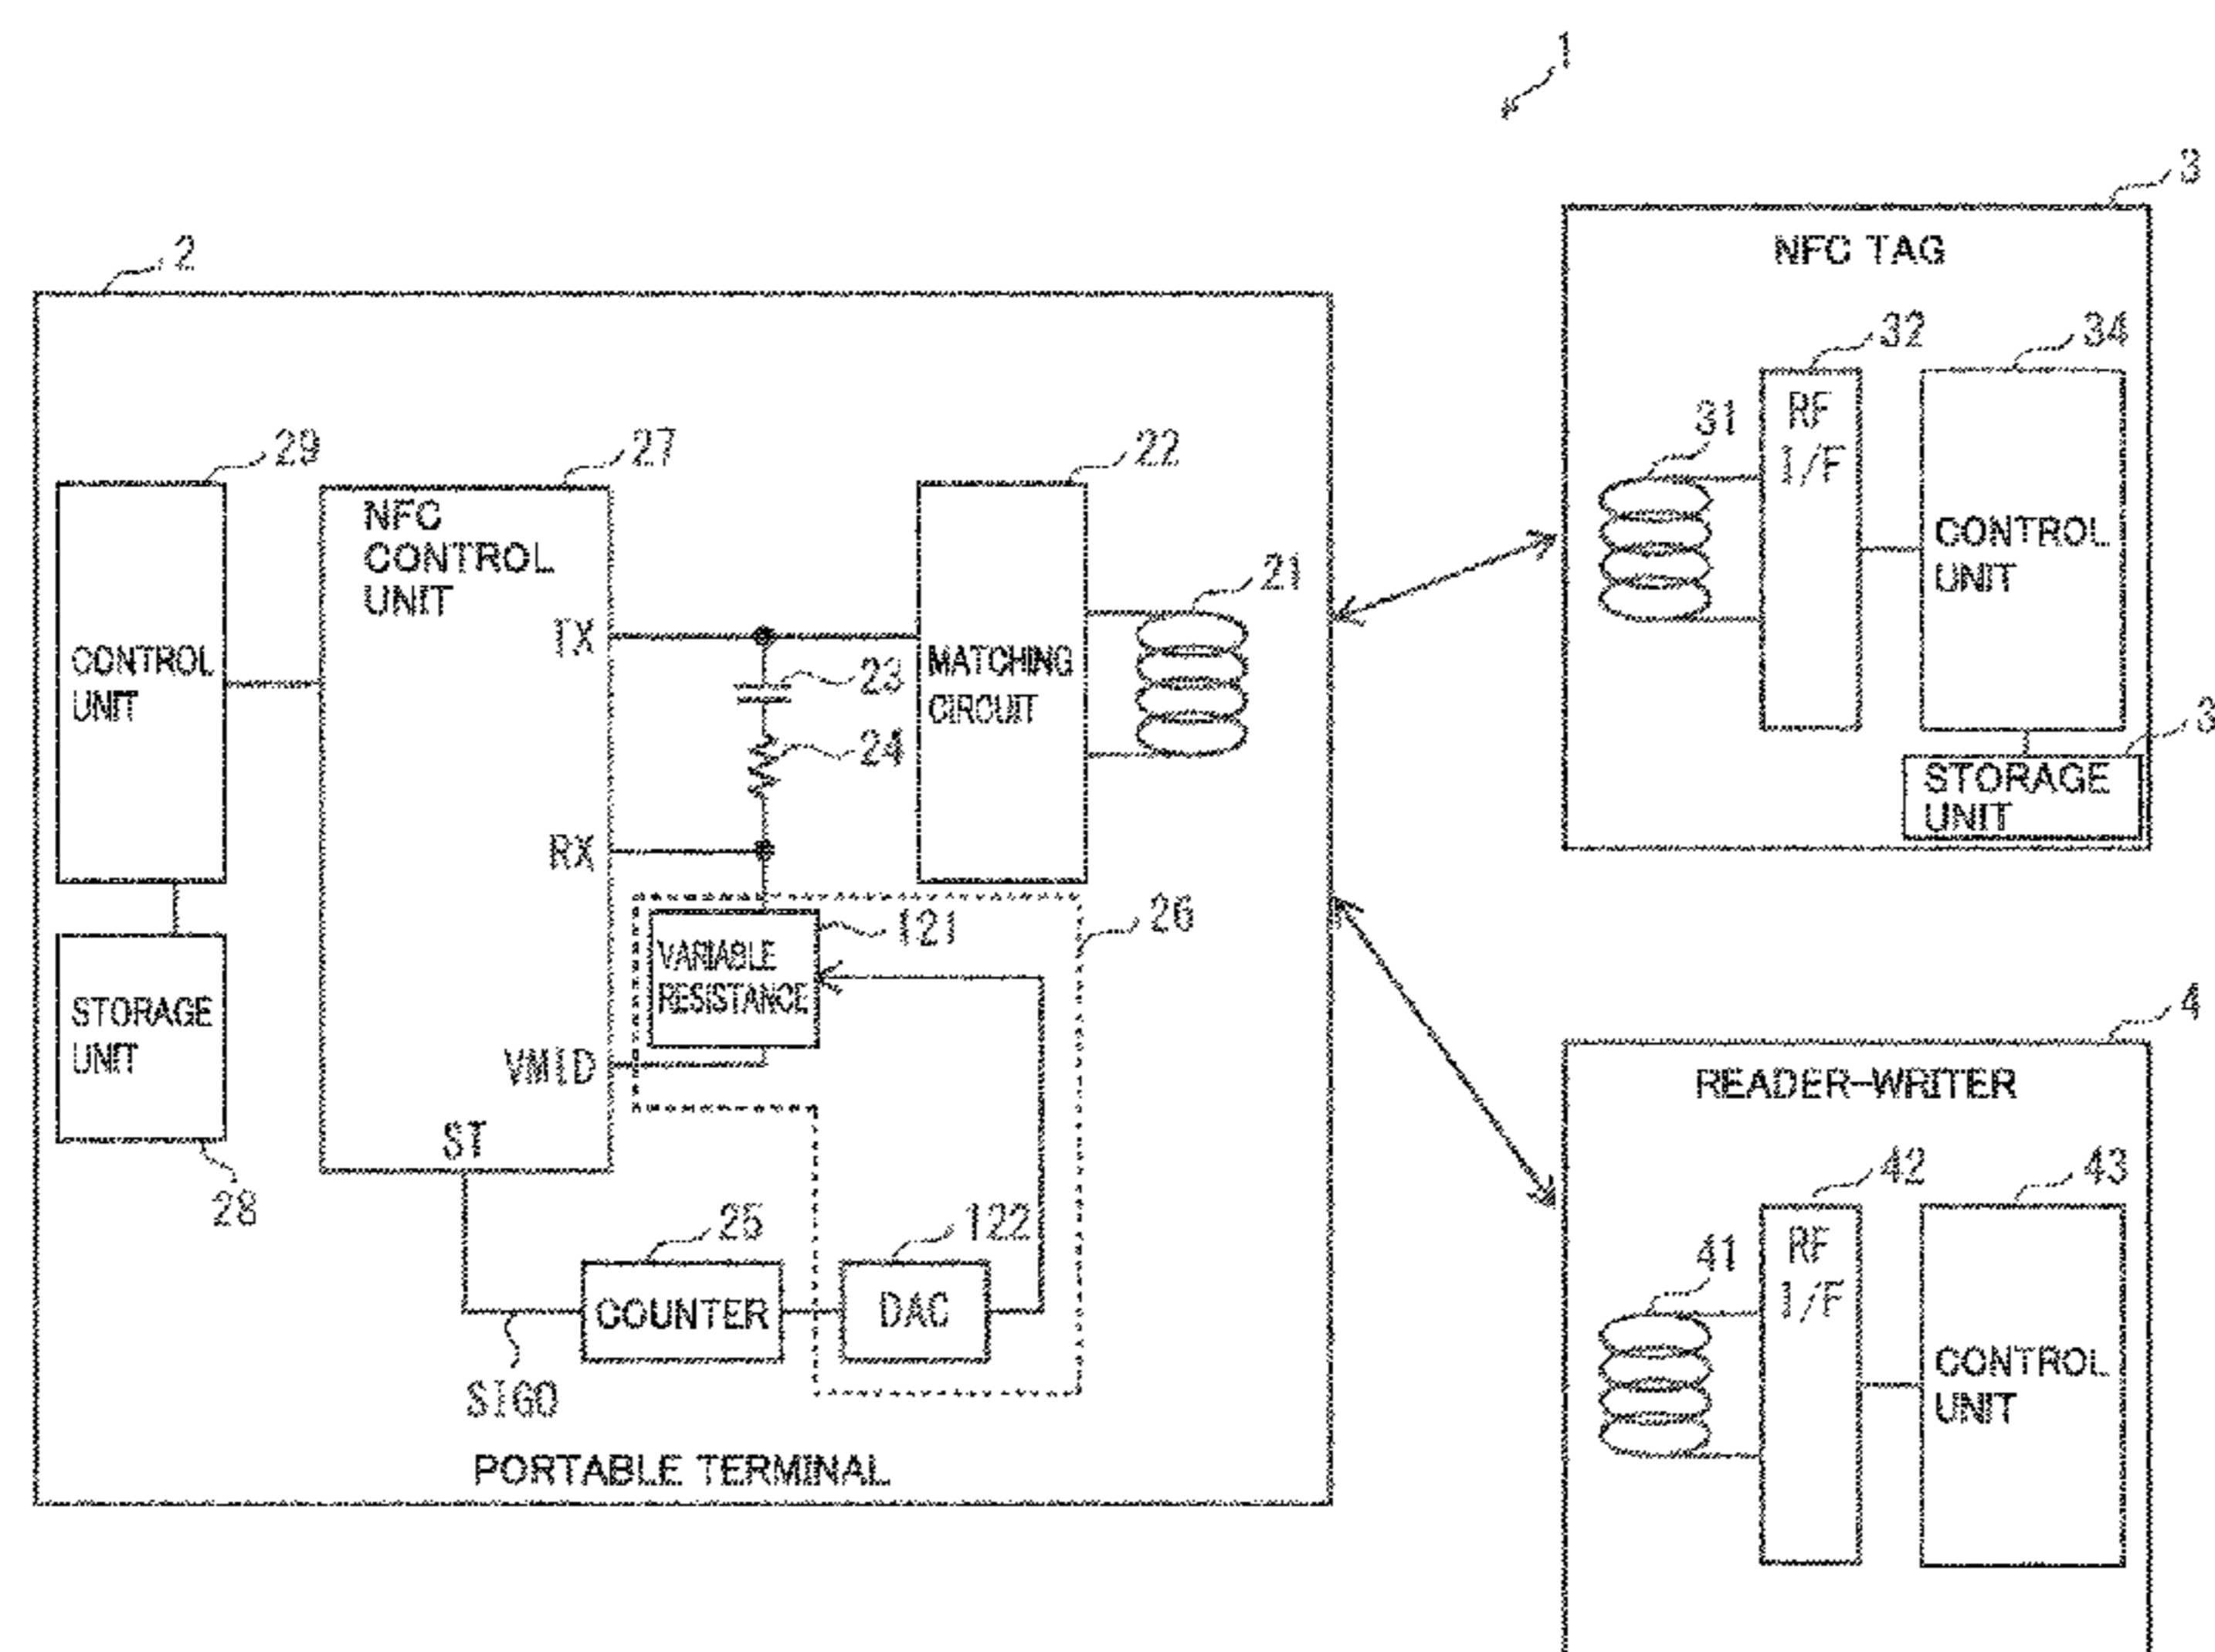 1
2
29
CONTROL
UNIT
STORAGE
UNIT
28
27
NFC
CONTROL
UNIT
TX
RX
VMID
ST
SIG0
23
24
22
MATCHING
CIRCUIT
21
121
VARIABLE
RESISTANCE
26
25
COUNTER
122
DAC
PORTABLE TERMINAL
3
NFC TAG
31
32
RF
I/F
34
CONTROL
UNIT
STORAGE
UNIT
4
READER-WRITER
41
42
RF
I/F
43
CONTROL
UNIT